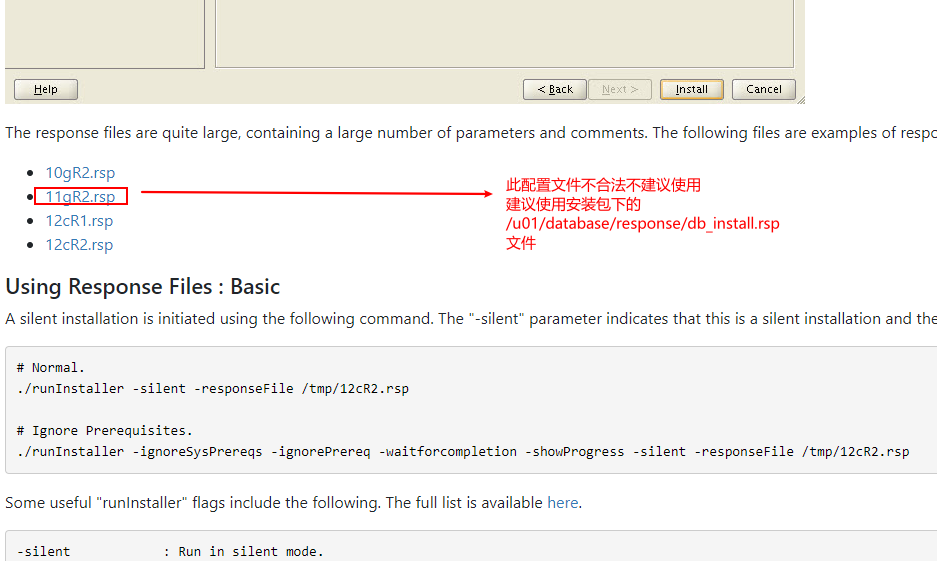 Help
< Back
Next >
Install
Cancel
The response files are quite large, containing a large number of parameters and comments. The following files are examples of respo
10gR2.rsp
11gR2.rsp
12cR1.rsp
12cR2.rsp
此配置文件不合法不建议使用
建议使用安装包下的
/u01/database/response/db_install.rsp
文件
Using Response Files : Basic
A silent installation is initiated using the following command. The "-silent" parameter indicates that this is a silent installation and the
# Normal.
./runInstaller -silent -responseFile /tmp/12cR2.rsp
# Ignore Prerequisites.
./runInstaller -ignoreSysPrereqs -ignorePrereq -waitforcompletion -showProgress -silent -responseFile /tmp/12cR2.rsp
Some useful "runInstaller" flags include the following. The full list is available here.
-silent : Run in silent mode.